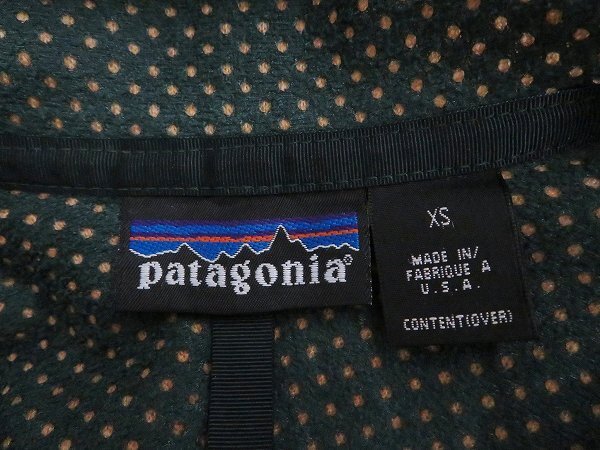 patagonia®
XS
MADE IN/
FABRIQUE A
U.S.A.
CONTENT(OVER)